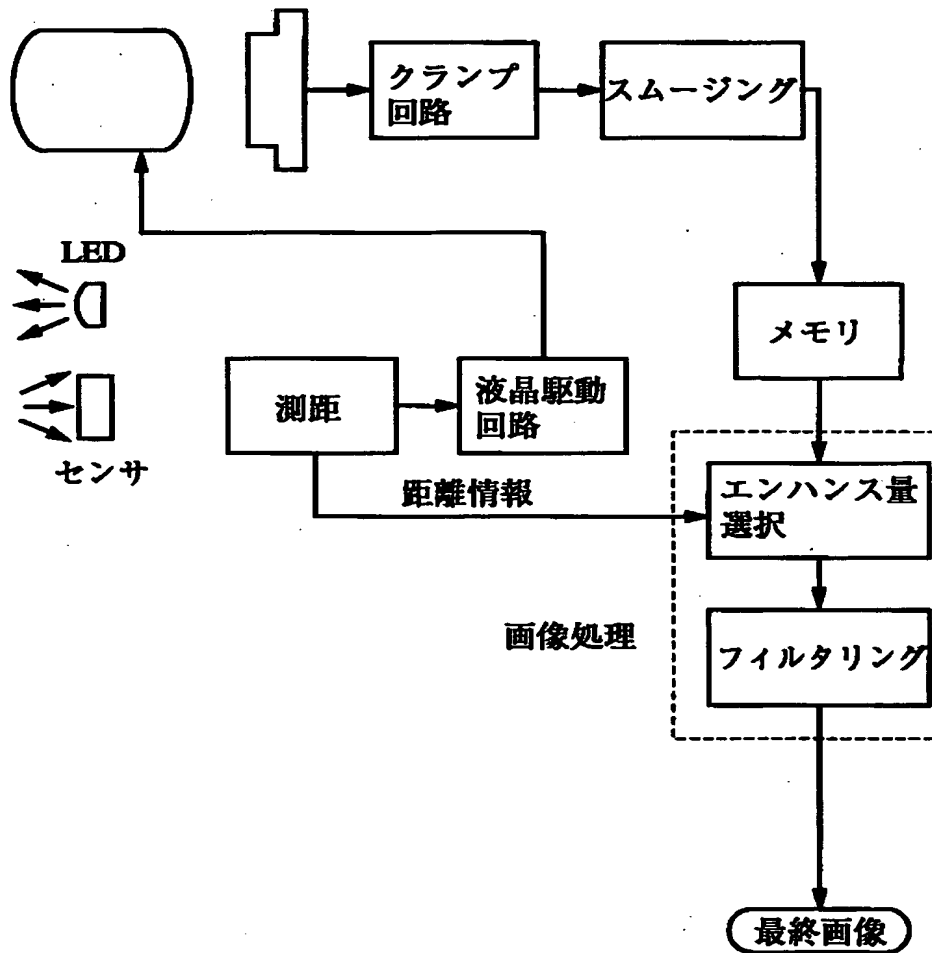 クランプ
回路
スムージング
LED
メモリ
測距
液晶駆動
回路
センサ
距離情報
エンハンス量
選択
画像処理
フィルタリング
最終画像